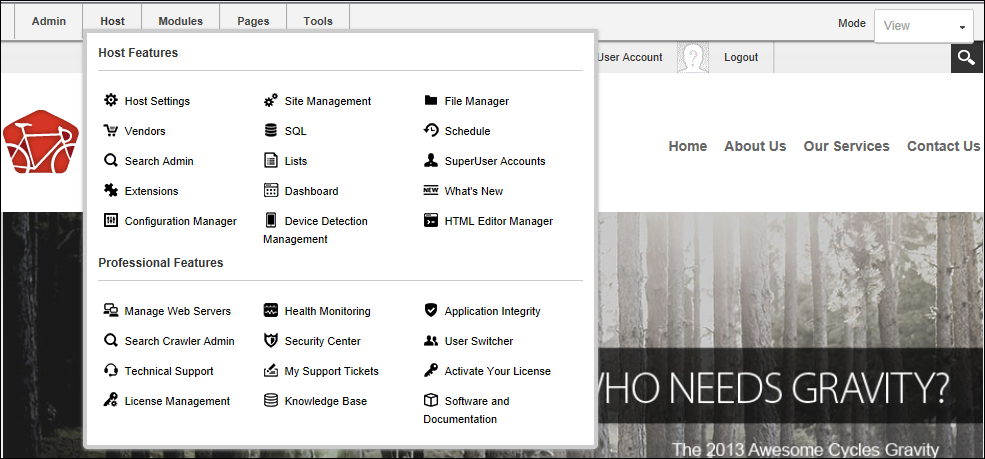 Admin Host Modules Pages Tools Mode View
Host Features
User Account Logout
Host Settings Site Management File Manager
Vendors SQL Schedule
Search Admin Lists SuperUser Accounts
Extensions Dashboard What's New
Configuration Manager Device Detection HTML Editor Manager
Management
Home About Us Our Services Contact Us
Professional Features
Manage Web Servers Health Monitoring Application Integrity
Search Crawler Admin Security Center User Switcher
Technical Support My Support Tickets Activate Your License
License Management Knowledge Base Software and
Documentation
WHO NEEDS GRAVITY?
The 2013 Awesome Cycles Gravity